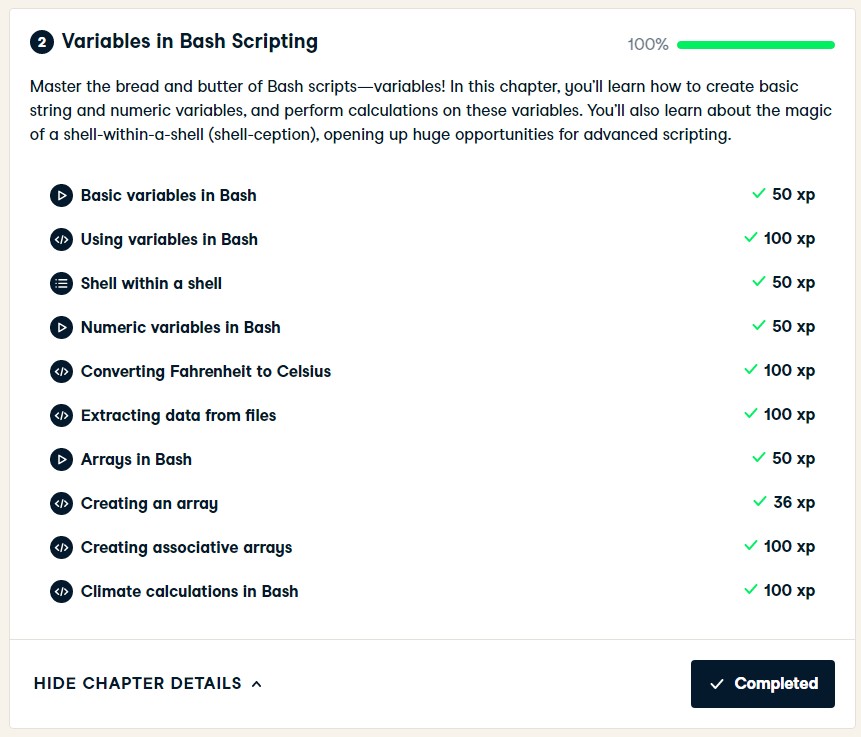 2 Variables in Bash Scripting 100%
Master the bread and butter of Bash scripts—variables! In this chapter, you'll learn how to create basic
string and numeric variables, and perform calculations on these variables. You'll also learn about the magic
of a shell-within-a-shell (shell-ception), opening up huge opportunities for advanced scripting.
Basic variables in Bash 50 xp
Using variables in Bash 100 xp
Shell within a shell 50 xp
Numeric variables in Bash 50 xp
Converting Fahrenheit to Celsius 100 xp
Extracting data from files 100 xp
Arrays in Bash 50 xp
Creating an array 36 xp
Creating associative arrays 100 xp
Climate calculations in Bash 100 xp
HIDE CHAPTER DETAILS Completed